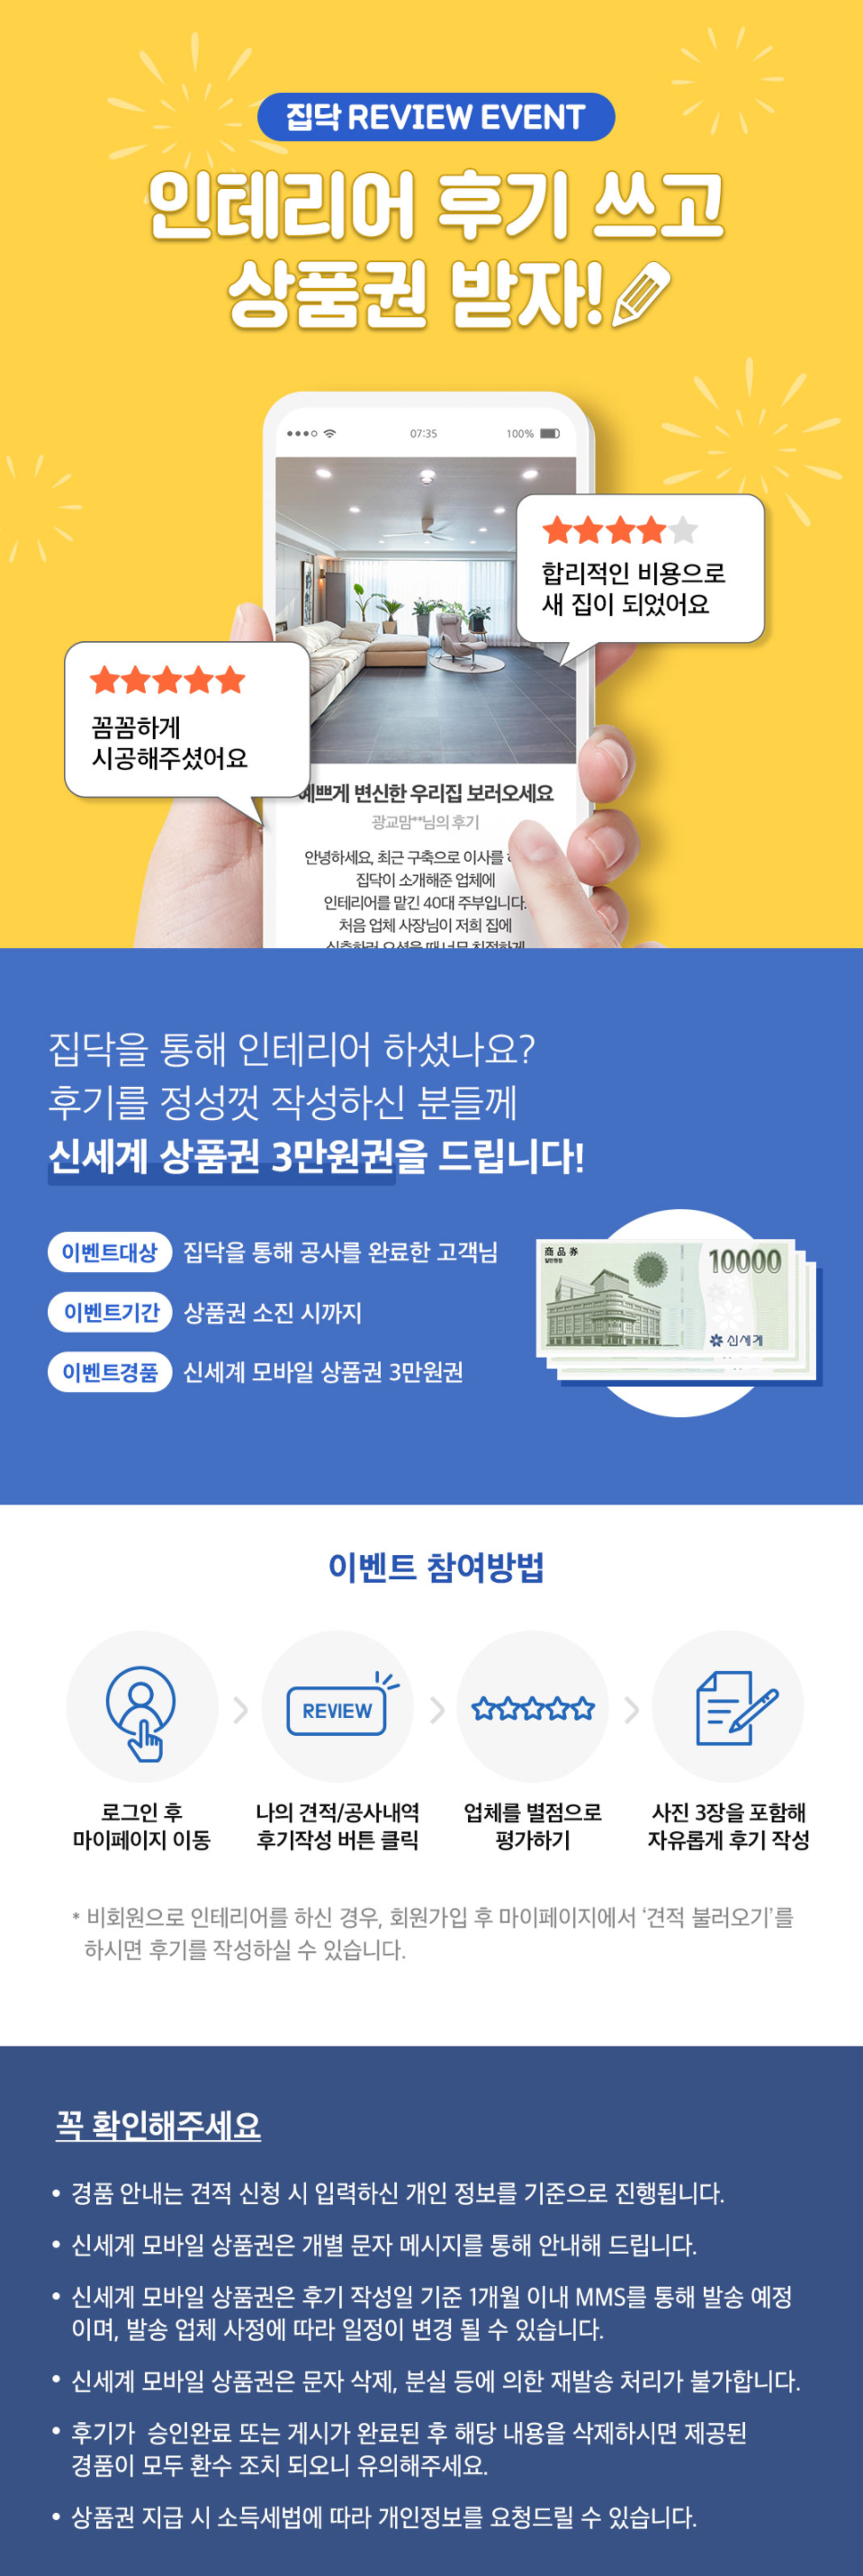 집닥 REVIEW EVENT
인테리어 후기 쓰고
상품권 받자!
07:35
100%
합리적인 비용으로
새 집이 되었어요
꼼꼼하게
시공해주셨어요
예쁘게 변신한 우리집 보러오세요
광교맘**님의 후기
안녕하세요, 최근 구축으로 이사를
집닥이 소개해준 업체에
인테리어를 맡긴 40대 주부입니다.
처음 업체 사장님이 저희 집에
집닥을 통해 인테리어 하셨나요?
후기를 정성껏 작성하신 분들께
신세계 상품권 3만원권을 드립니다!
이벤트대상 집닥을 통해 공사를 완료한 고객님
이벤트기간 상품권 소진 시까지
이벤트경품 신세계 모바일 상품권 3만원권
商品券
10000
신세계
이벤트 참여방법
REVIEW
로그인 후
마이페이지 이동
나의 견적/공사내역
후기작성 버튼 클릭
업체를 별점으로
평가하기
사진 3장을 포함해
자유롭게 후기 작성
* 비회원으로 인테리어를 하신 경우, 회원가입 후 마이페이지에서 ‘견적 불러오기’를
하시면 후기를 작성하실 수 있습니다.
꼭 확인해주세요
• 경품 안내는 견적 신청 시 입력하신 개인 정보를 기준으로 진행됩니다.
• 신세계 모바일 상품권은 개별 문자 메시지를 통해 안내해 드립니다.
• 신세계 모바일 상품권은 후기 작성일 기준 1개월 이내 MMS를 통해 발송 예정
이며, 발송 업체 사정에 따라 일정이 변경 될 수 있습니다.
• 신세계 모바일 상품권은 문자 삭제, 분실 등에 의한 재발송 처리가 불가합니다.
• 후기가 승인완료 또는 게시가 완료된 후 해당 내용을 삭제하시면 제공된
경품이 모두 환수 조치 되오니 유의해주세요.
• 상품권 지급 시 소득세법에 따라 개인정보를 요청드릴 수 있습니다.